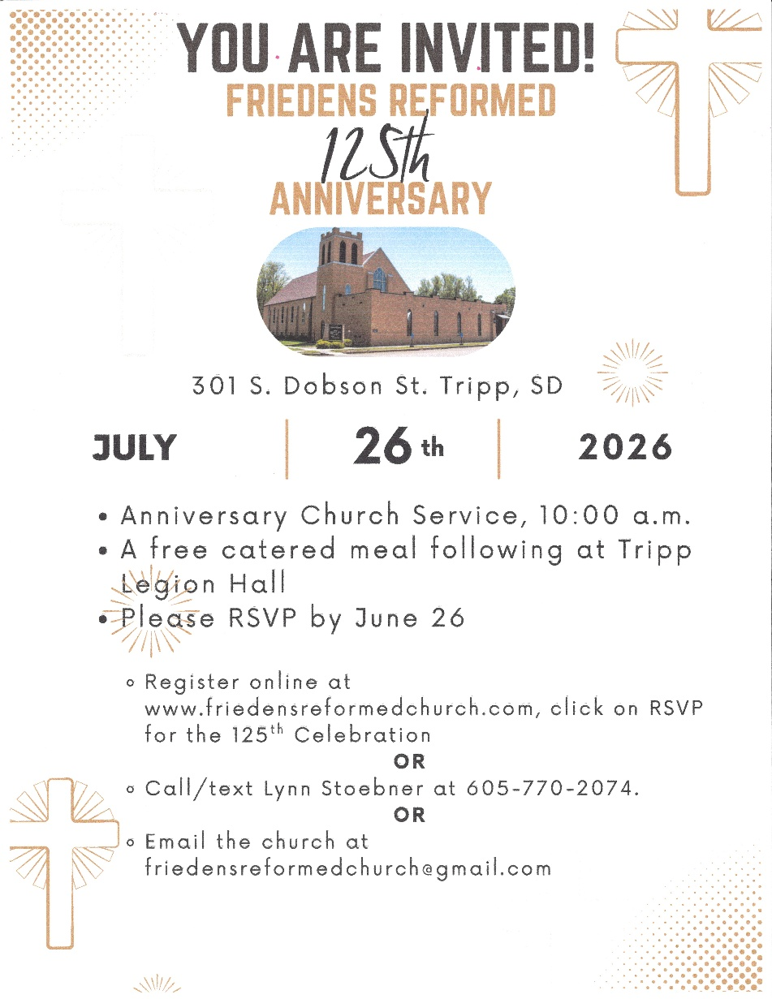 YOU ARE INVITED!
FRIEDENS REFORMED
125th
ANNIVERSARY
301 S. Dobson St. Tripp, SD
JULY | 26 th | 2026
• Anniversary Church Service, 10:00 a.m.
• A free catered meal following at Tripp
Legion Hall
• Please RSVP by June 26
◦ Register online at
www.friedensreformedchurch.com, click on RSVP
for the 125th Celebration
OR
◦ Call/text Lynn Stoebner at 605-770-2074.
OR
◦ Email the church at
friedensreformedchurch@gmail.com